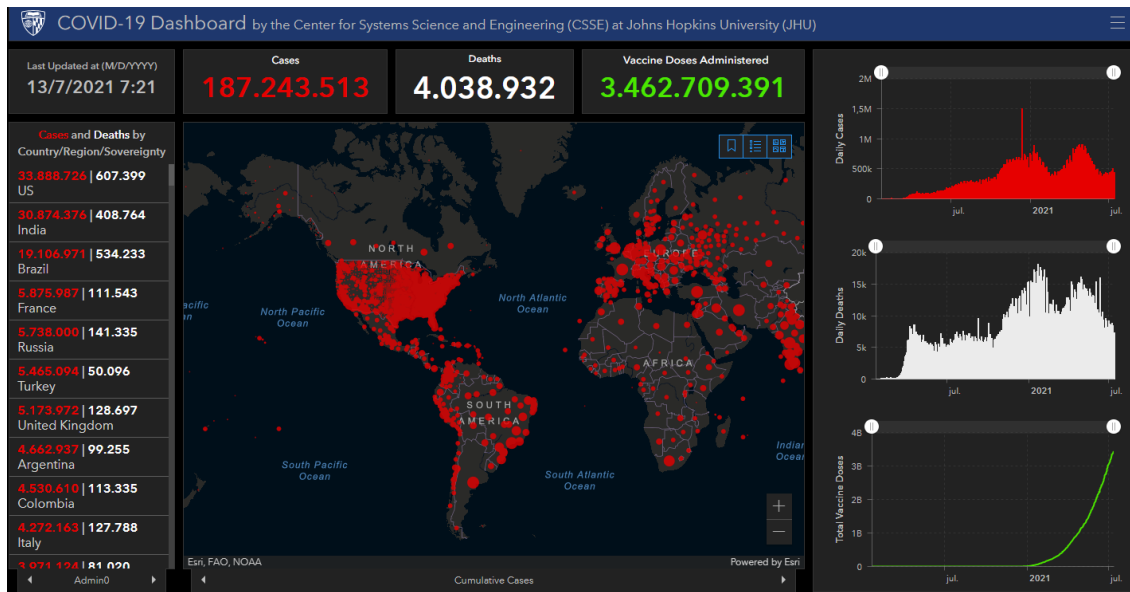 COVID-19 Dashboard by the Center for Systems Science and Engineering (CSSE) at Johns Hopkins University (JHU)
Last Updated at (M/D/YYYY)
13/7/2021 7:21
Cases
187.243.513
Deaths
4.038.932
Vaccine Doses Administered
3.462.709.391
Cases and Deaths by
Country/Region/Sovereignty
33.888.726 | 607.399
US
30.874.376 | 408.764
India
19.106.971 | 534.233
Brazil
5.875.987 | 111.543
France
5.738.000 | 141.335
Russia
5.465.094 | 50.096
Turkey
5.173.972 | 128.697
United Kingdom
4.662.937 | 99.255
Argentina
4.530.610 | 113.335
Colombia
4.272.163 | 127.788
Italy
3.971.124 | 81.020
Admin0
NORTH
AMERICA
EUROPE
acific
an
North Pacific
Ocean
North Atlantic
Ocean
AFRICA
SOUTH
AMERICA
Indian
Ocean
South Pacific
Ocean
South Atlantic
Ocean
Esri, FAO, NOAA
Powered by Esri
Cumulative Cases
Daily Cases
2M
1,5M
1M
500k
0
jul.
2021
jul.
Daily Deaths
20k
15k
10k
5k
0
jul.
2021
jul.
Total Vaccine Doses
4B
3B
2B
1B
0
jul.
2021
jul.